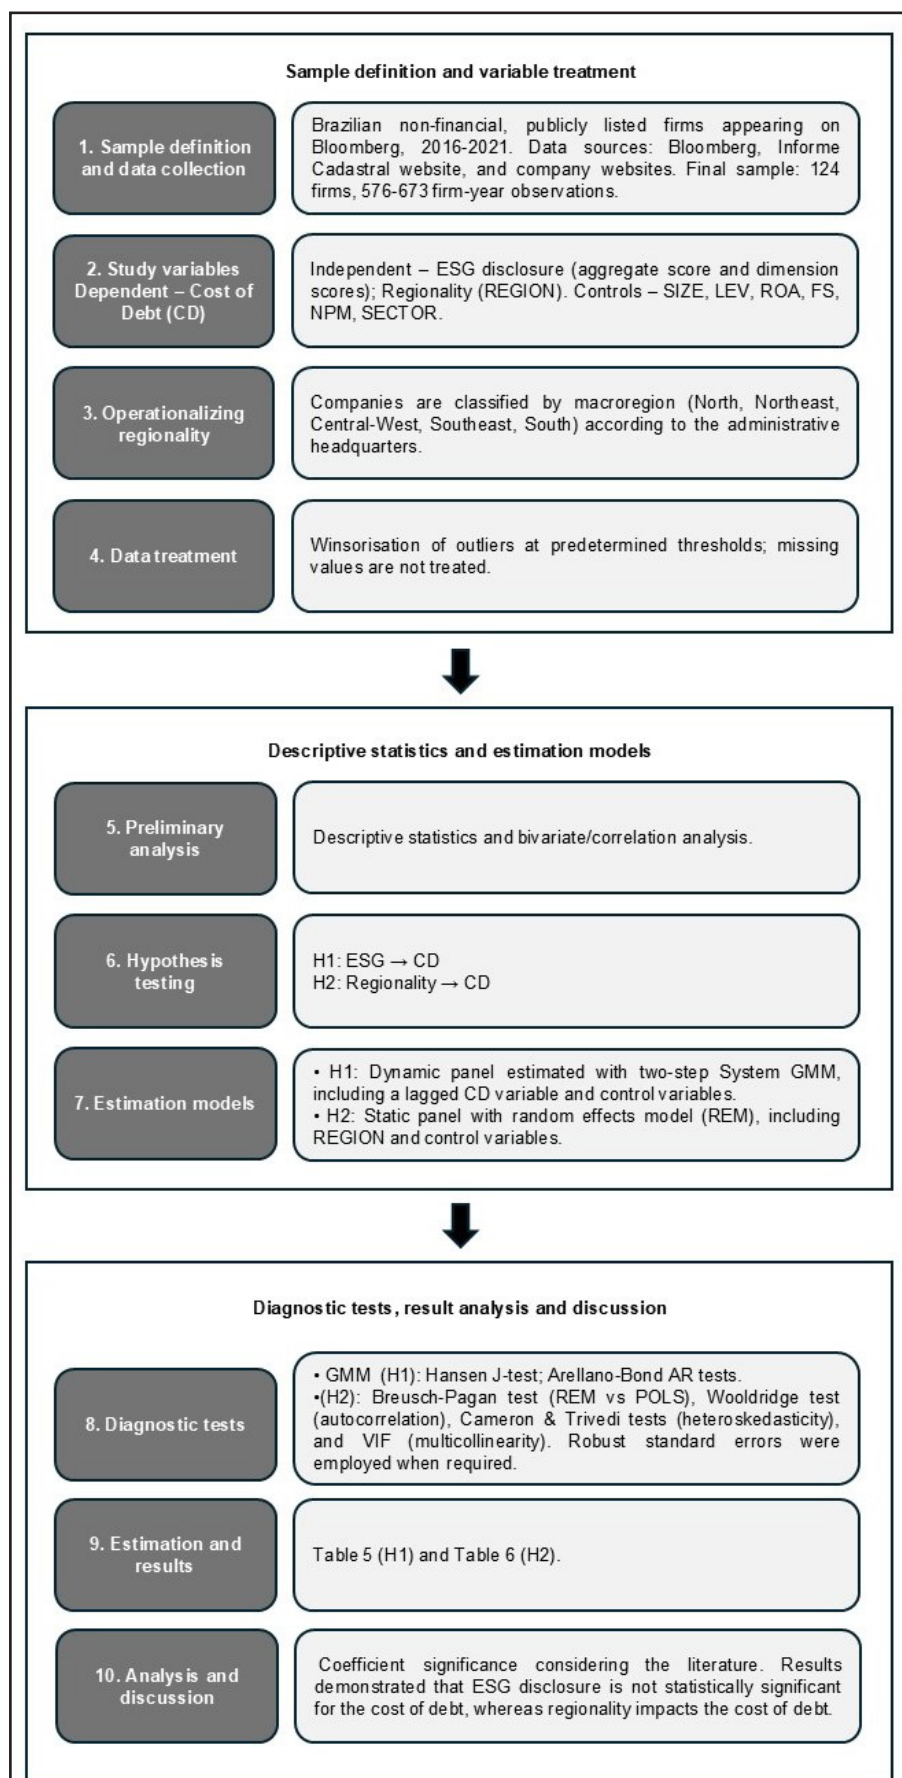 Sample definition and variable treatment
1. Sample definition
and data collection
Brazilian non-financial, publicly listed firms appearing on
Bloomberg, 2016-2021. Data sources: Bloomberg, Informe
Cadastral website, and company websites. Final sample: 124
firms, 576-673 firm-year observations.
2. Study variables
Dependent – Cost of
Debt (CD)
Independent – ESG disclosure (aggregate score and dimension
scores); Regionality (REGION). Controls – SIZE, LEV, ROA, FS,
NPM, SECTOR.
3. Operationalizing
regionality
Companies are classified by macroregion (North, Northeast,
Central-West, Southeast, South) according to the administrative
headquarters.
4. Data treatment
Winsorisation of outliers at predetermined thresholds; missing
values are not treated.
Descriptive statistics and estimation models
5. Preliminary
analysis
Descriptive statistics and bivariate/correlation analysis.
6. Hypothesis
testing
H1: ESG → CD
H2: Regionality → CD
7. Estimation models
• H1: Dynamic panel estimated with two-step System GMM,
including a lagged CD variable and control variables.
• H2: Static panel with random effects model (REM), including
REGION and control variables.
Diagnostic tests, result analysis and discussion
8. Diagnostic tests
• GMM (H1): Hansen J-test; Arellano-Bond AR tests.
•(H2): Breusch-Pagan test (REM vs POLS), Wooldridge test
(autocorrelation), Cameron & Trivedi tests (heteroskedasticity),
and VIF (multicollinearity). Robust standard errors were
employed when required.
9. Estimation and
results
Table 5 (H1) and Table 6 (H2).
10. Analysis and
discussion
Coefficient significance considering the literature. Results
demonstrated that ESG disclosure is not statistically significant
for the cost of debt, whereas regionality impacts the cost of debt.